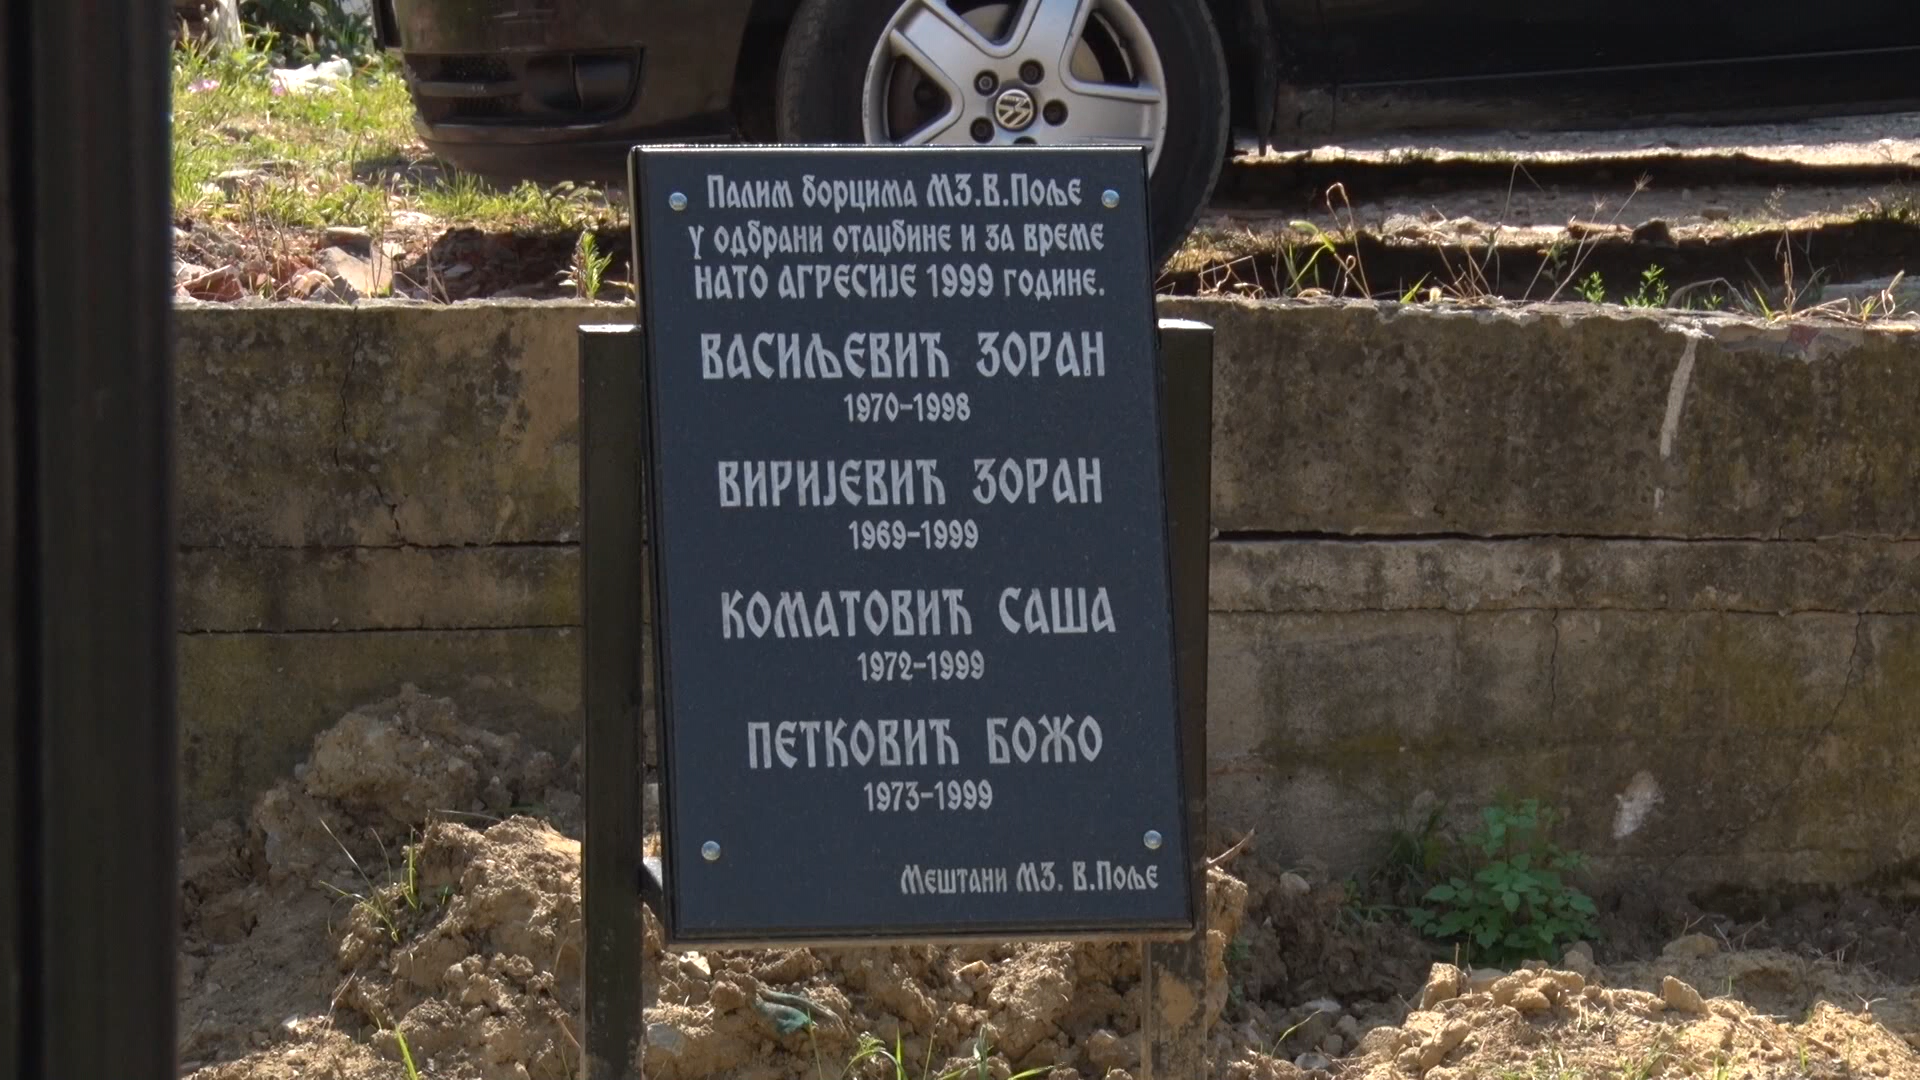 Палим борцима МЗ.В.Поље
у одбрани отаџбине и за време
НАТО АГРЕСИЈЕ 1999 године.
ВАСИЉЕВИЋ ЗОРАН
1970-1998
ВИРИЈЕВИЋ ЗОРАН
1969-1999
КОМАТОВИЋ САША
1972-1999
ПЕТКОВИЋ БОЖО
1973-1999
Мештани МЗ. В.Поље